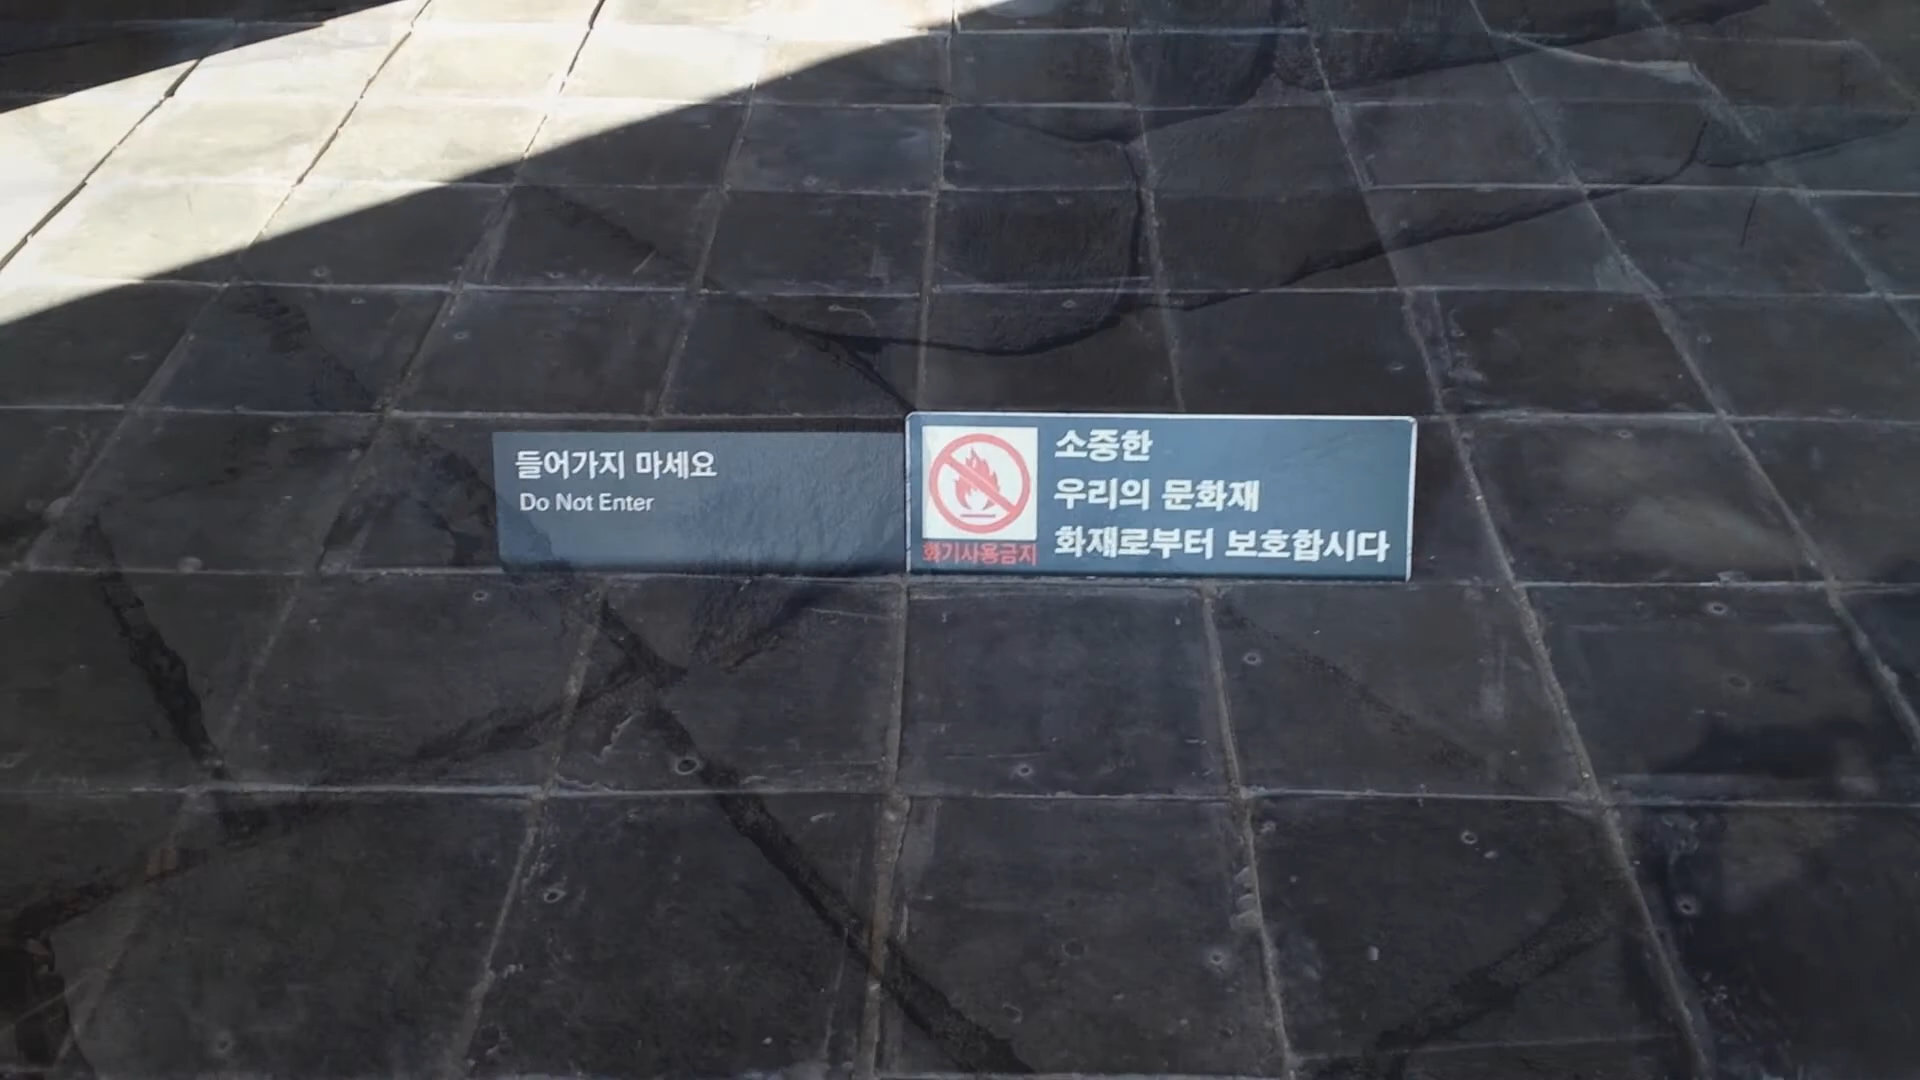 들어가지 마세요
Do Not Enter
소중한
우리의 문화재
화재로부터 보호합시다
화기사용금지